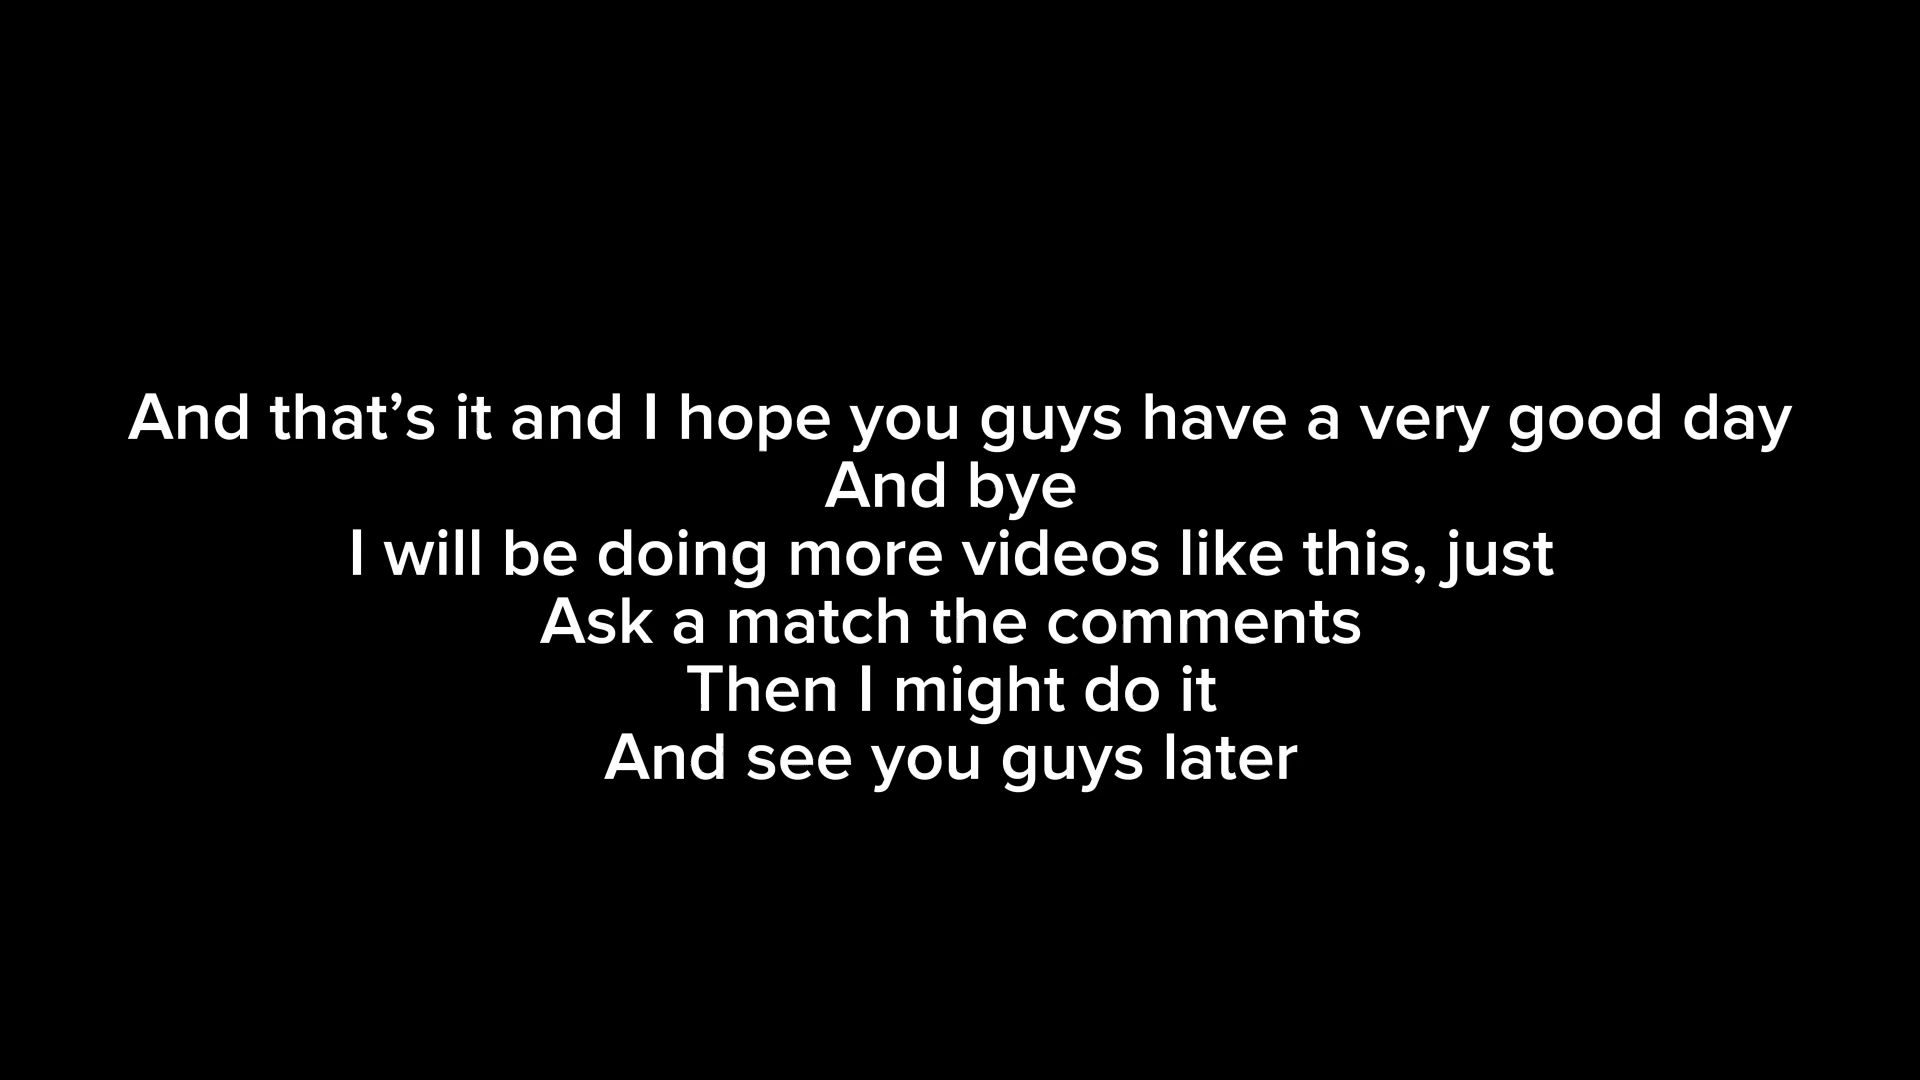 And that’s it and I hope you guys have a very good day
And bye
I will be doing more videos like this, just
Ask a match the comments
Then I might do it
And see you guys later